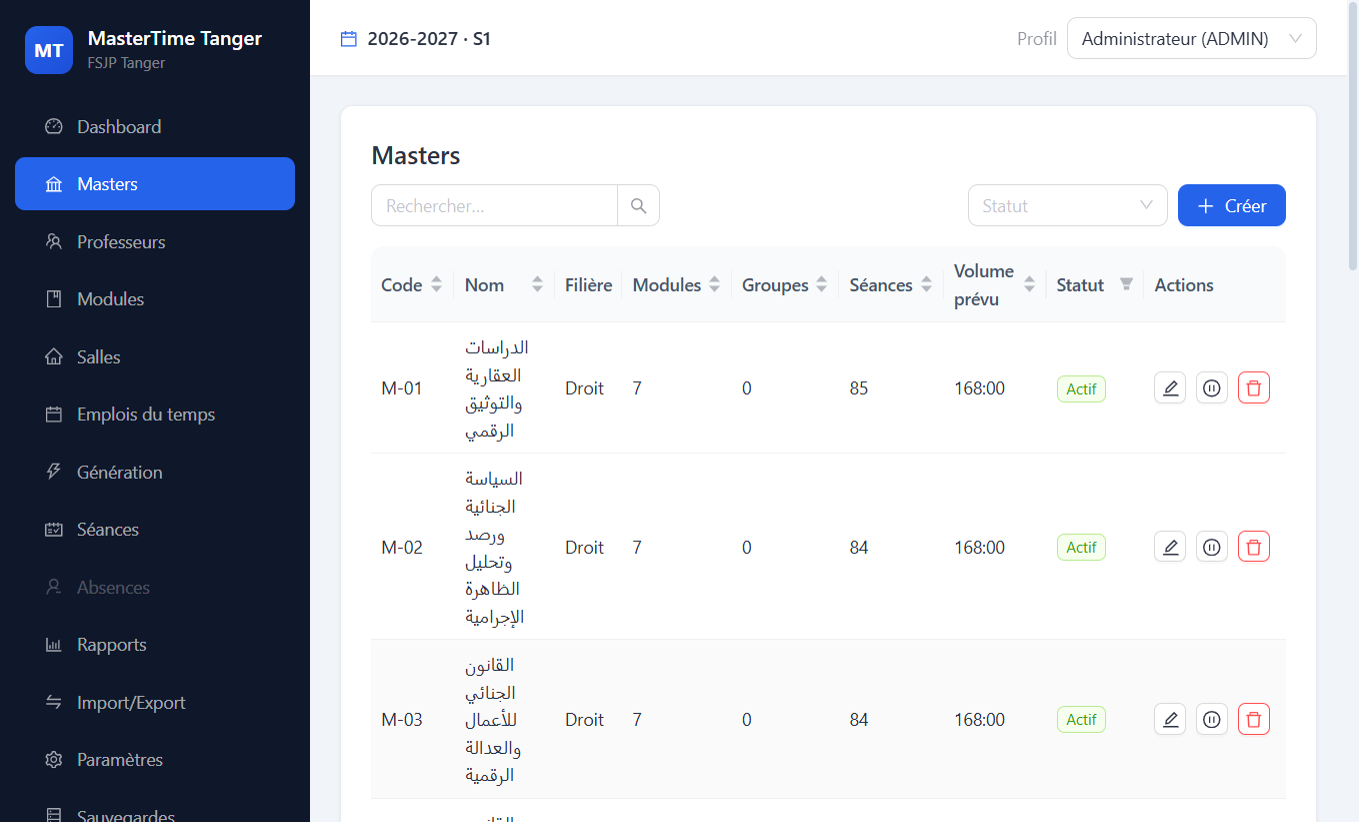 MT
MasterTime Tanger
FSJP Tanger
Dashboard
Masters
Professeurs
Modules
Salles
Emplois du temps
Génération
Séances
Absences
Rapports
Import/Export
Paramètres
Sauvegardes
2026-2027 · S1
Profil
Administrateur (ADMIN)
Masters
Rechercher...
Statut
Créer
Code Nom Filière Modules Groupes Séances Volume prévu Statut Actions
M-01
الدراسات
العقارية
والتوثيق
الرقمي
Droit 7 0 85 168:00 Actif
M-02
السياسة
الجنائية
ورصد
وتحليل
الظاهرة
الإجرامية
Droit 7 0 84 168:00 Actif
M-03
القانون
الجنائي
للأعمال
والعدالة
الرقمية
Droit 7 0 84 168:00 Actif